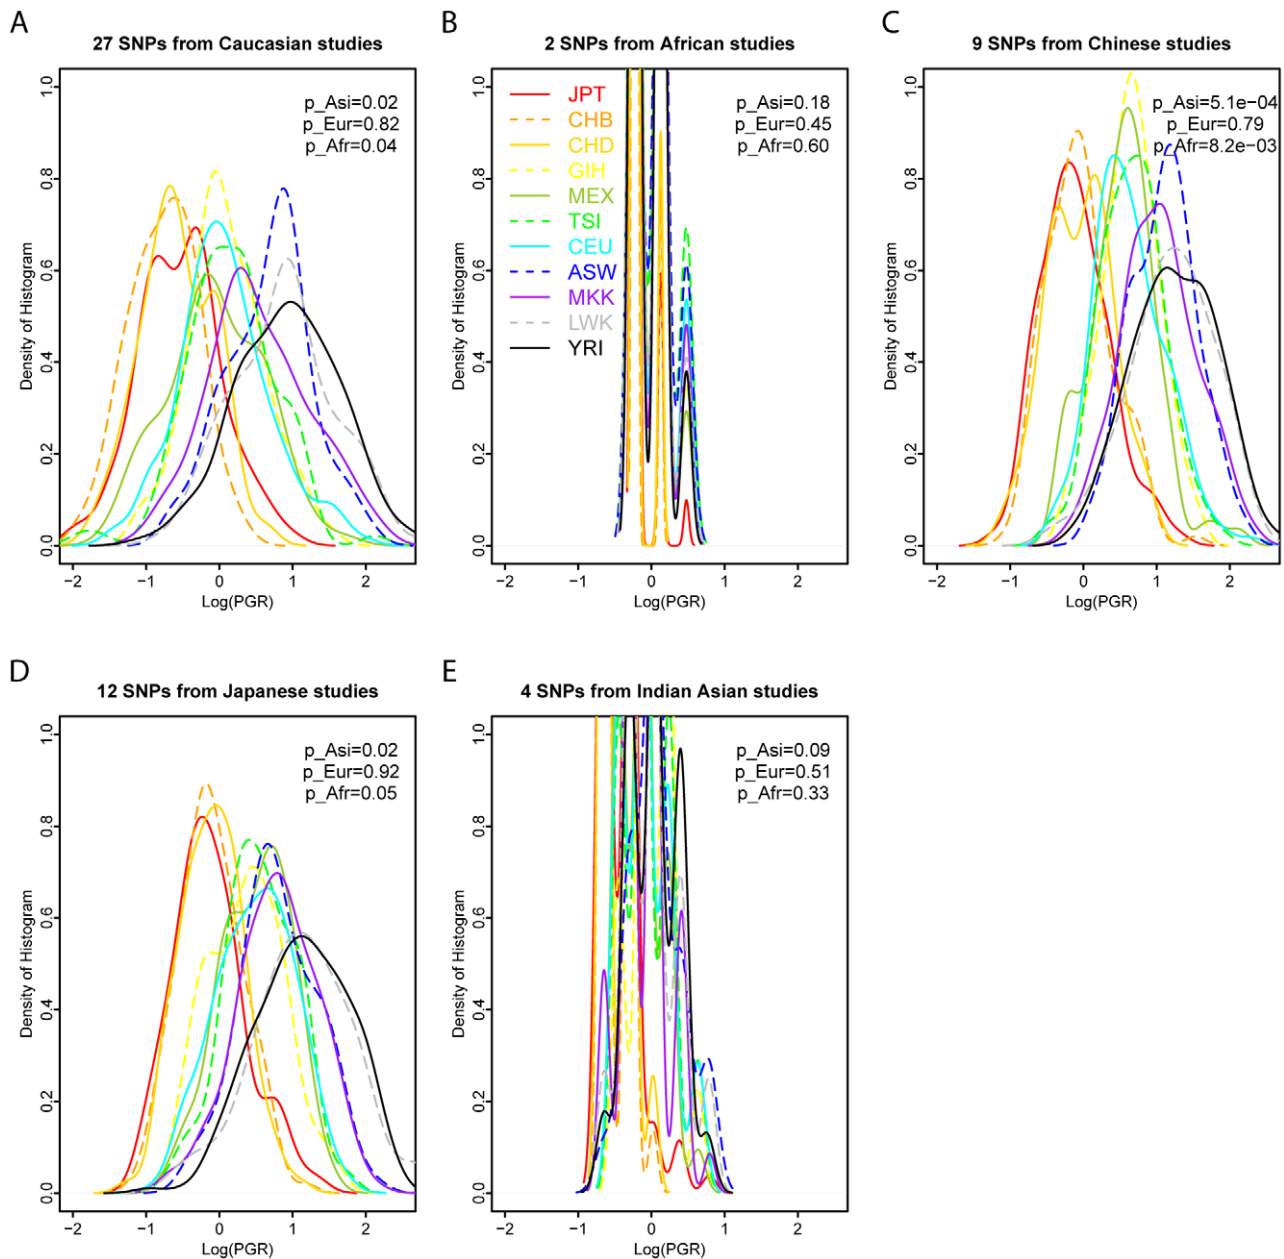 A
27 SNPs from Caucasian studies
p_Asi=0.02
p_Eur=0.82
p_Afr=0.04
Density of Histogram
0.0
0.2
0.4
0.6
0.8
1.0
−2
−1
0
1
2
Log(PGR)
B
2 SNPs from African studies
JPT
CHB
CHD
GIH
MEX
TSI
CEU
ASW
MKK
LWK
YRI
p_Asi=0.18
p_Eur=0.45
p_Afr=0.60
Density of Histogram
0.0
0.2
0.4
0.6
0.8
1.0
−2
−1
0
1
2
Log(PGR)
C
9 SNPs from Chinese studies
p_Asi=5.1e−04
p_Eur=0.79
p_Afr=8.2e−03
Density of Histogram
0.0
0.2
0.4
0.6
0.8
1.0
−2
−1
0
1
2
Log(PGR)
D
12 SNPs from Japanese studies
p_Asi=0.02
p_Eur=0.92
p_Afr=0.05
Density of Histogram
0.0
0.2
0.4
0.6
0.8
1.0
−2
−1
0
1
2
Log(PGR)
E
4 SNPs from Indian Asian studies
p_Asi=0.09
p_Eur=0.51
p_Afr=0.33
Density of Histogram
0.0
0.2
0.4
0.6
0.8
1.0
−2
−1
0
1
2
Log(PGR)